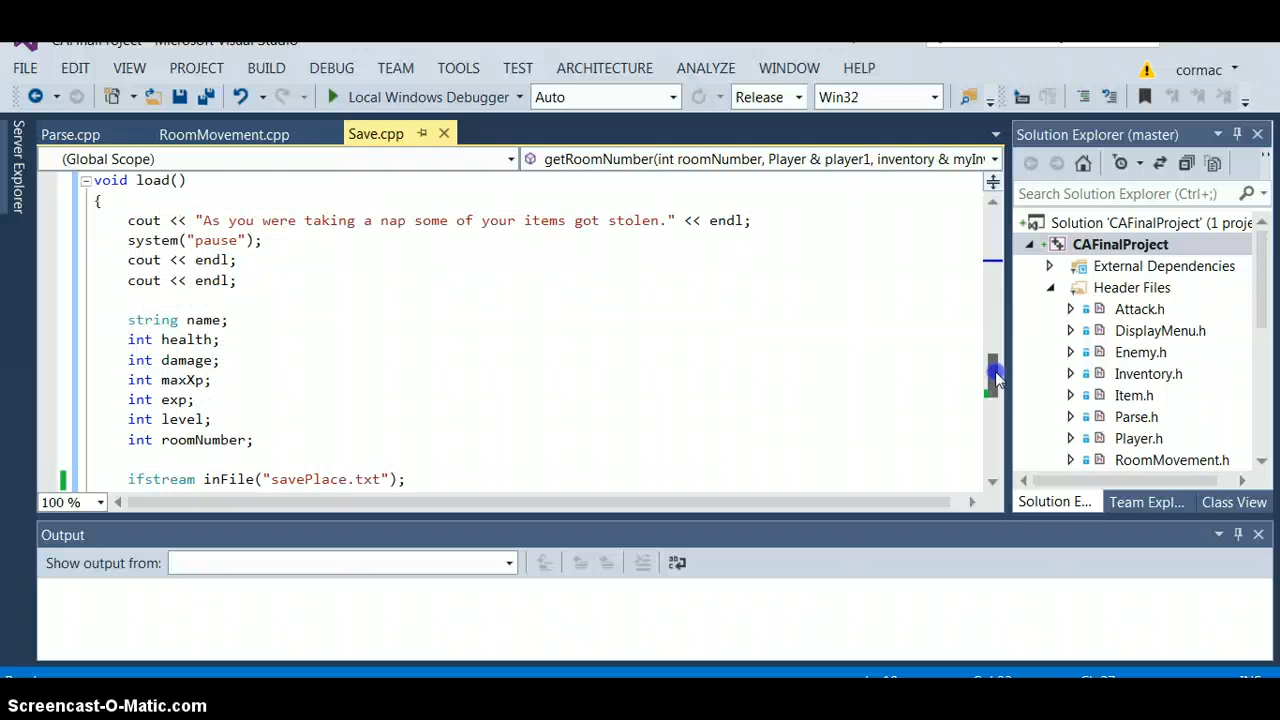 CAFinalProject - Microsoft Visual Studio
FILE EDIT VIEW PROJECT BUILD DEBUG TEAM TOOLS TEST ARCHITECTURE ANALYZE WINDOW HELP cormac
Local Windows Debugger Auto Release Win32
Server Explorer
Parse.cpp RoomMovement.cpp Save.cpp
(Global Scope) getRoomNumber(int roomNumber, Player & player1, inventory & myInv
void load()
{
cout << "As you were taking a nap some of your items got stolen." << endl;
system("pause");
cout << endl;
cout << endl;
string name;
int health;
int damage;
int maxXp;
int exp;
int level;
int roomNumber;
ifstream inFile("savePlace.txt");
100 %
Solution Explorer (master)
Search Solution Explorer (Ctrl+;)
Solution 'CAFinalProject' (1 proje
CAFinalProject
External Dependencies
Header Files
Attack.h
DisplayMenu.h
Enemy.h
Inventory.h
Item.h
Parse.h
Player.h
RoomMovement.h
Solution E... Team Expl... Class View
Output
Show output from:
Screencast-O-Matic.com